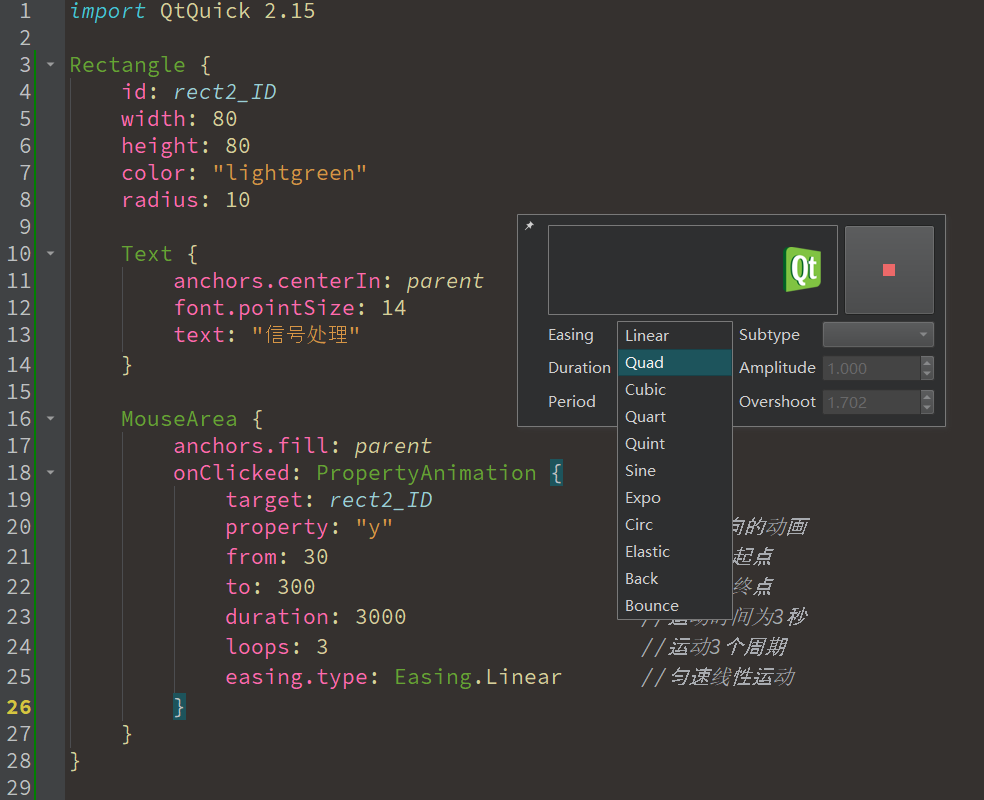 1 import QtQuick 2.15
2
3 Rectangle {
4 id: rect2_ID
5 width: 80
6 height: 80
7 color: "lightgreen"
8 radius: 10
9
10 Text {
11 anchors.centerIn: parent
12 font.pointSize: 14
13 text: "信号处理"
14 }
15
16 MouseArea {
17 anchors.fill: parent
18 onClicked: PropertyAnimation {
19 target: rect2_ID
20 property: "y" 的动画
21 from: 30 起点
22 to: 300 终点
23 duration: 3000 间为3秒
24 loops: 3 //运动3个周期
25 easing.type: Easing.Linear //匀速线性运动
26 }
27 }
28 }
29
Qt
Easing
Duration
Period
Linear
Quad
Cubic
Quart
Quint
Sine
Expo
Circ
Elastic
Back
Bounce
Subtype
Amplitude 1.000
Overshoot 1.702